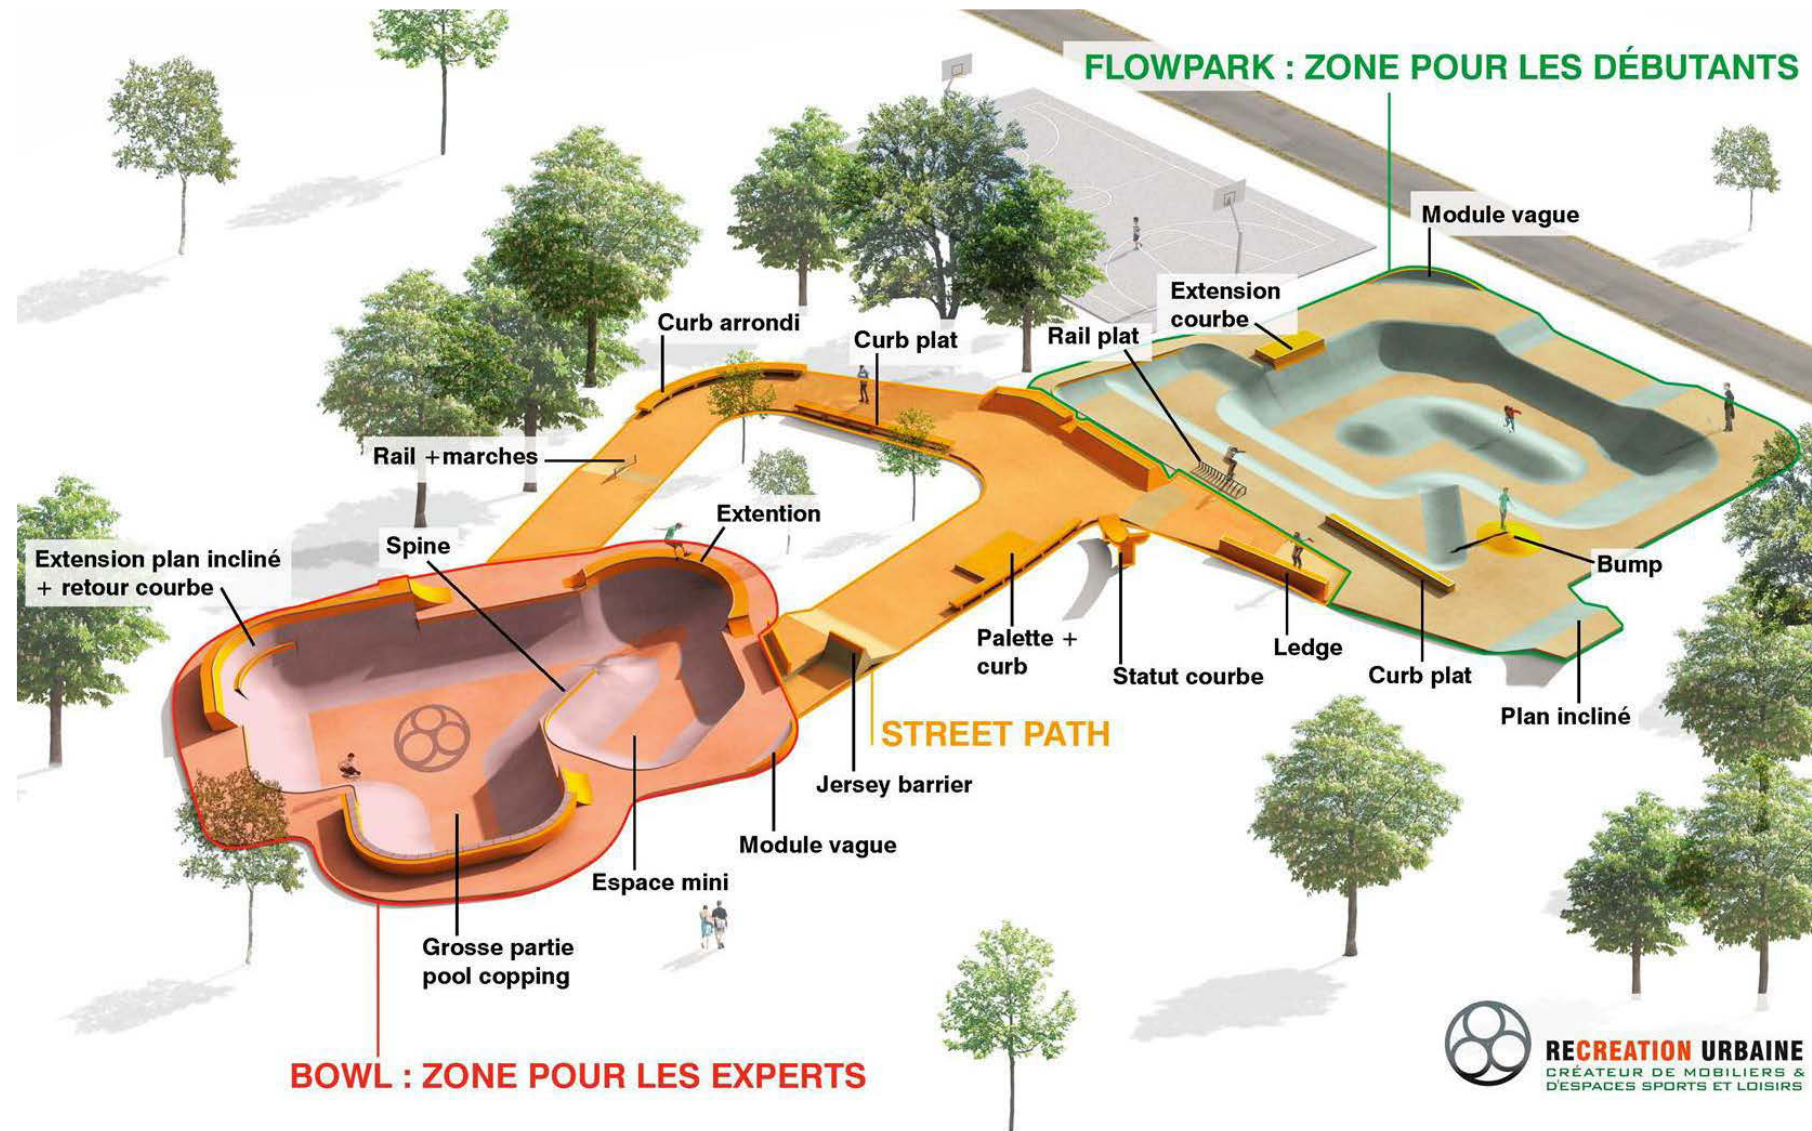 FLOWPARK : ZONE POUR LES DÉBUTANTS
Module vague
Extension
courbe
Rail plat
Curb arrondi
Curb plat
Rail +marches
Extention
Spine
Extension plan incliné
+ retour courbe
Bump
Palette +
curb
Statut courbe
Ledge
Curb plat
Plan incliné
STREET PATH
Jersey barrier
Module vague
Espace mini
Grosse partie
pool copping
BOWL : ZONE POUR LES EXPERTS
RECREATION URBAINE
CRÉATEUR DE MOBILIERS &
D'ESPACES SPORTS ET LOISIRS